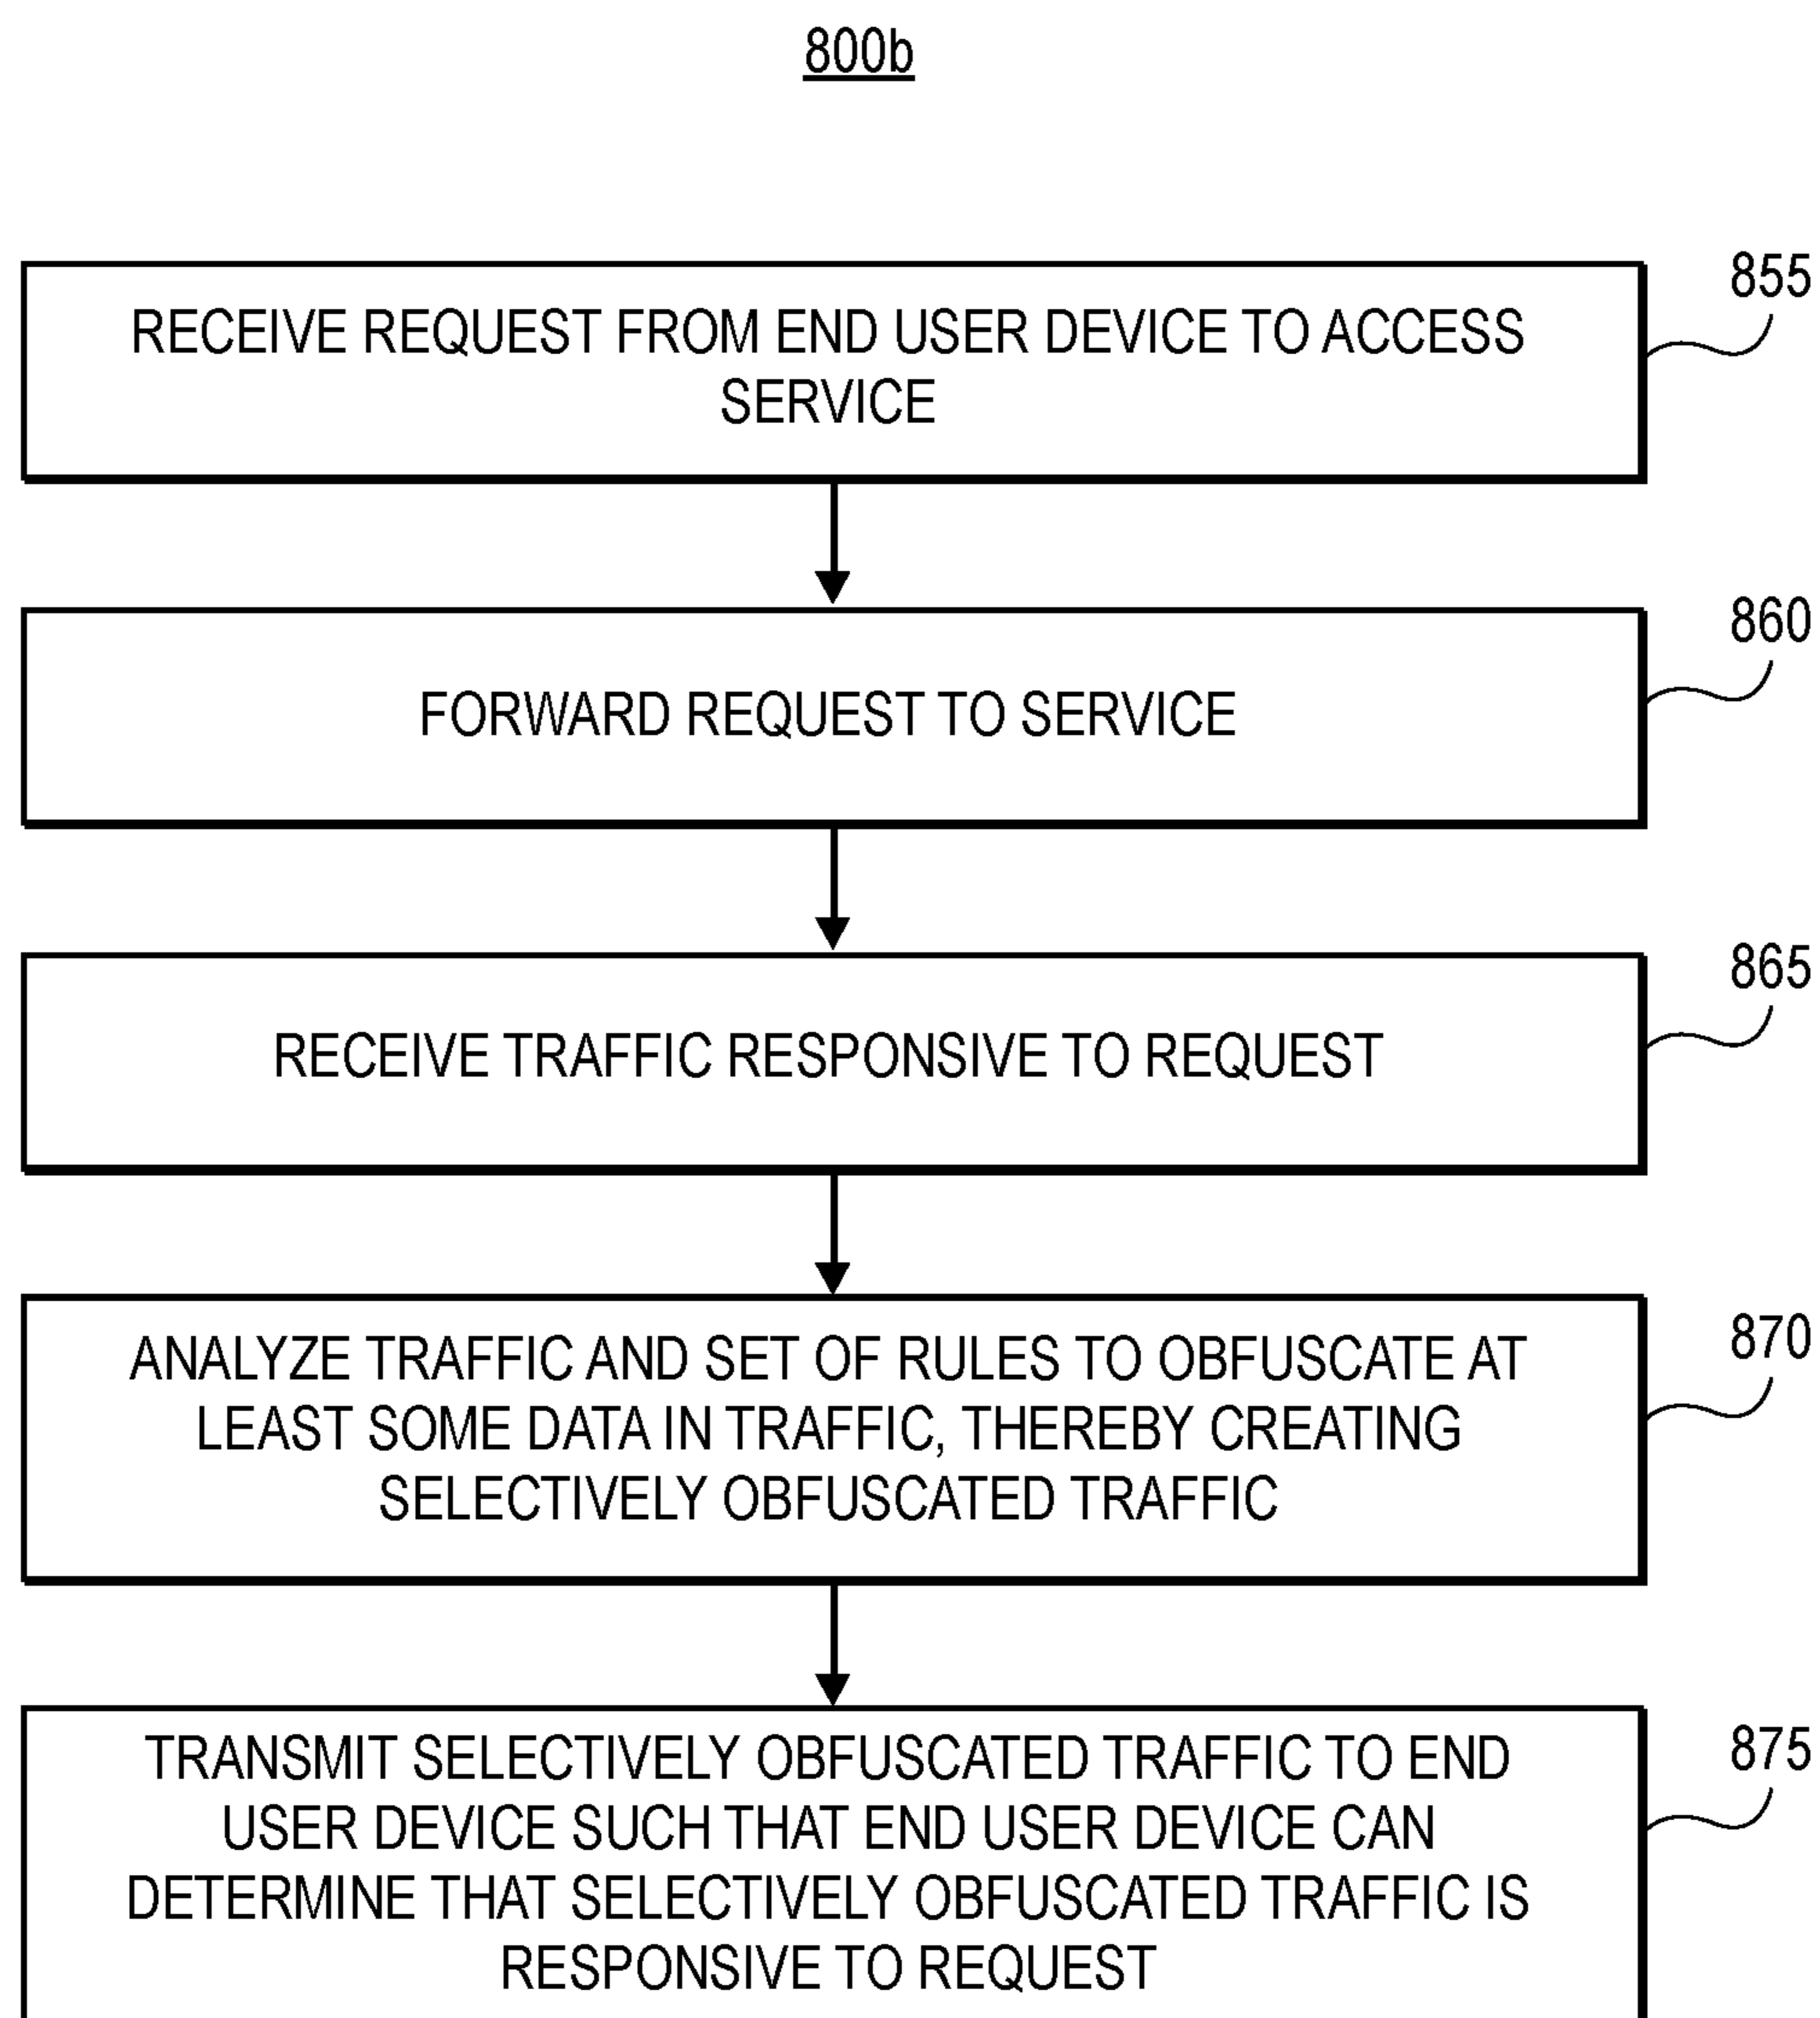 800b
RECEIVE REQUEST FROM END USER DEVICE TO ACCESS
SERVICE
855
FORWARD REQUEST TO SERVICE
860
RECEIVE TRAFFIC RESPONSIVE TO REQUEST
865
ANALYZE TRAFFIC AND SET OF RULES TO OBFUSCATE AT
LEAST SOME DATA IN TRAFFIC, THEREBY CREATING
SELECTIVELY OBFUSCATED TRAFFIC
870
TRANSMIT SELECTIVELY OBFUSCATED TRAFFIC TO END
USER DEVICE SUCH THAT END USER DEVICE CAN
DETERMINE THAT SELECTIVELY OBFUSCATED TRAFFIC IS
RESPONSIVE TO REQUEST
875